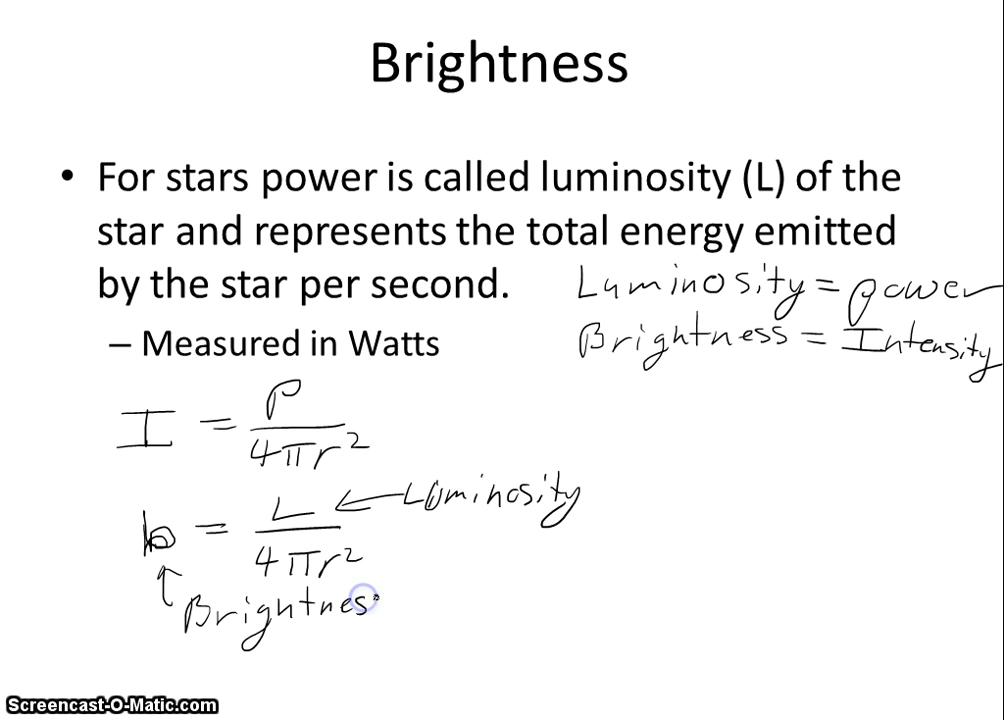 Brightness
• For stars power is called luminosity (L) of the
star and represents the total energy emitted
by the star per second.
Luminosity = power
– Measured in Watts
Brightness = Intensity
I = P / 4πr²
b = L / 4πr² ← Luminosity
↑ Brightnes
Screencast-O-Matic.com